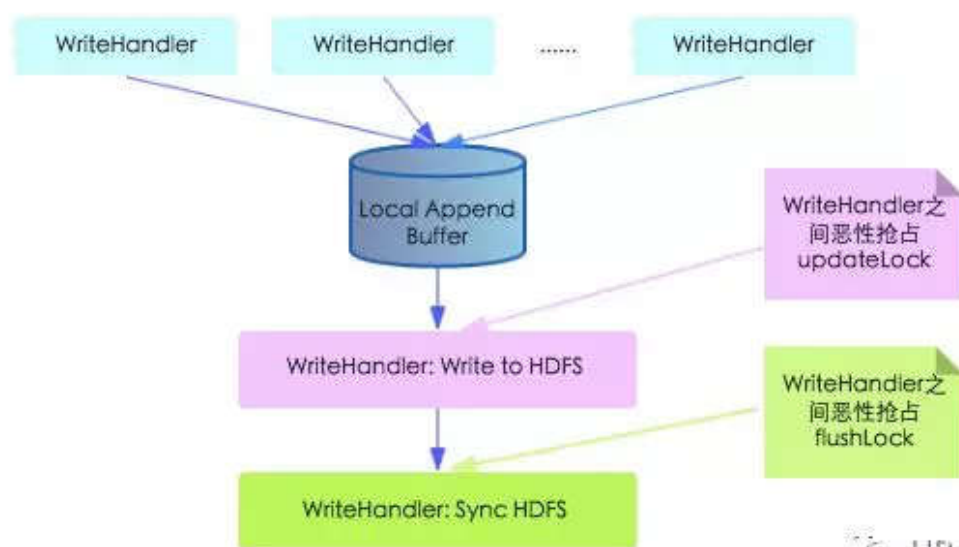 WriteHandler
WriteHandler
......
WriteHandler
Local Append
Buffer
WriteHandler之
间恶性抢占
updateLock
WriteHandler: Write to HDFS
WriteHandler之
间恶性抢占
flushLock
WriteHandler: Sync HDFS